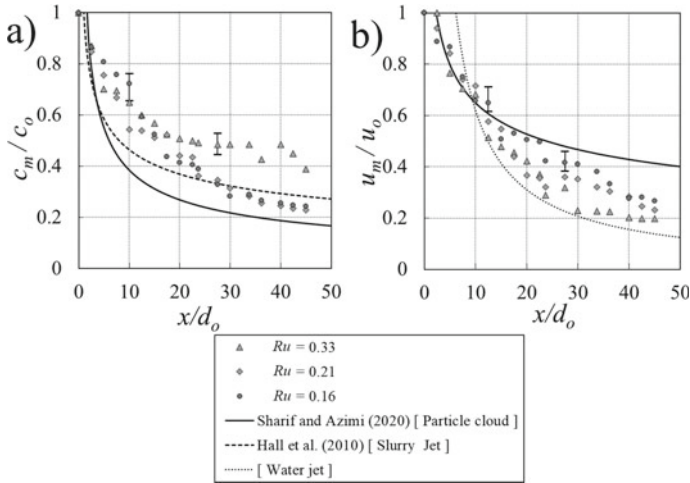 a)
1
0.8
0.6
0.4
0.2
0
c_m / c_o
0 10 20 30 40 50
x/d_o
b)
1
0.8
0.6
0.4
0.2
0
u_m / u_o
0 10 20 30 40 50
x/d_o
Ru = 0.33
Ru = 0.21
Ru = 0.16
Sharif and Azimi (2020) [ Particle cloud ]
Hall et al. (2010) [ Slurry Jet ]
[ Water jet ]